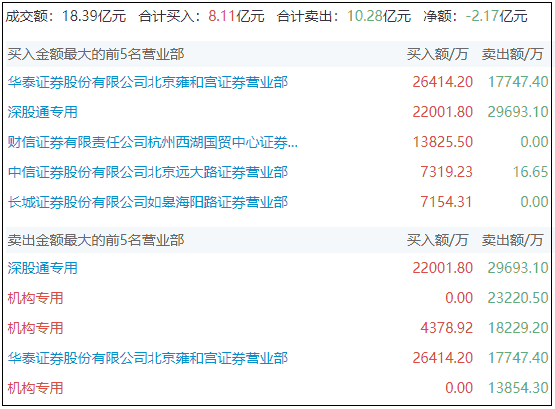 成交额：18.39亿元 合计买入：8.11亿元 合计卖出：10.28亿元 净额：-2.17亿元
买入金额最大的前5名营业部 买入额/万 卖出额/万
华泰证券股份有限公司北京雍和宫证券营业部 26414.20 17747.40
深股通专用 22001.80 29693.10
财信证券有限责任公司杭州西湖国贸中心证券... 13825.50 0.00
中信证券股份有限公司北京远大路证券营业部 7319.23 16.65
长城证券股份有限公司如皋海阳路证券营业部 7154.31 0.00
卖出金额最大的前5名营业部 买入额/万 卖出额/万
深股通专用 22001.80 29693.10
机构专用 0.00 23220.50
机构专用 4378.92 18229.20
华泰证券股份有限公司北京雍和宫证券营业部 26414.20 17747.40
机构专用 0.00 13854.30